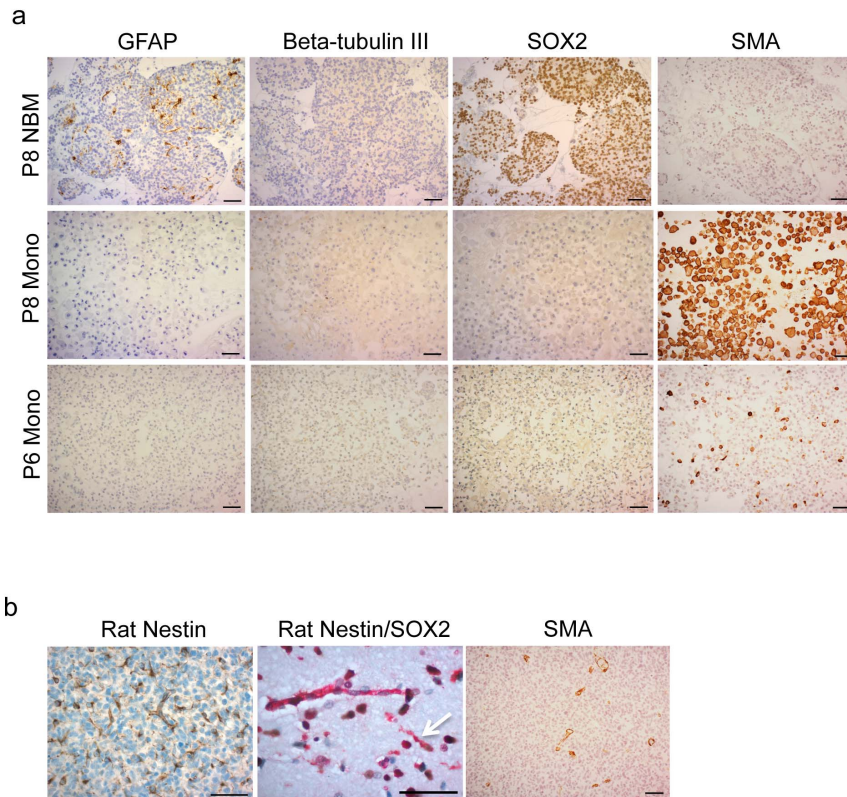 a
GFAP Beta-tubulin III SOX2 SMA
P8 NBM
P8 Mono
P6 Mono
b
Rat Nestin Rat Nestin/SOX2 SMA